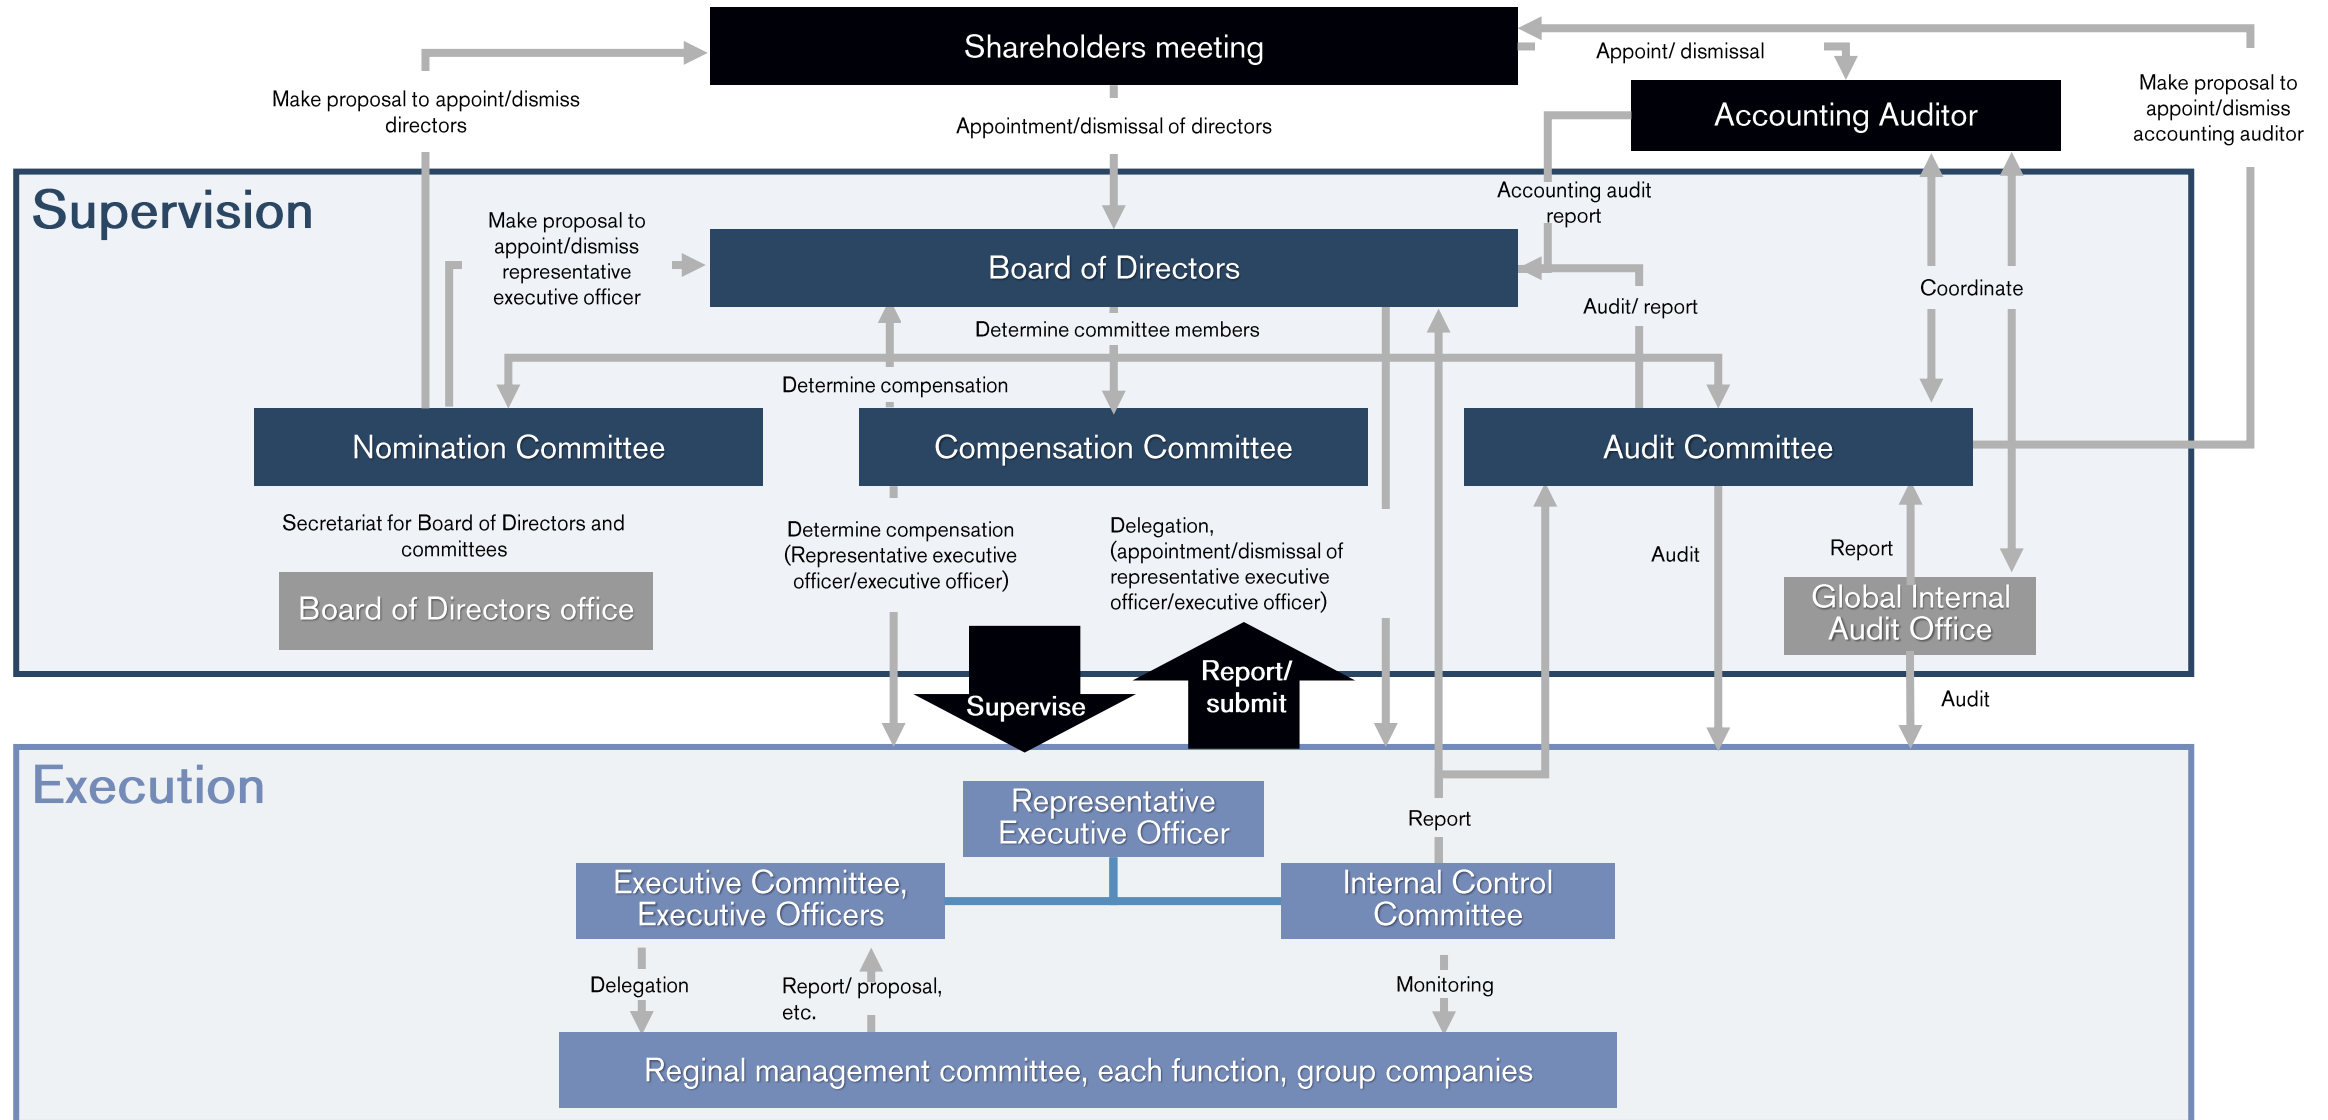 Shareholders meeting
Appoint/ dismissal
Make proposal to
appoint/dismiss
accounting auditor
Make proposal to appoint/dismiss
directors
Appointment/dismissal of directors
Accounting Auditor
Supervision
Make proposal to
appoint/dismiss
representative
executive officer
Accounting audit
report
Board of Directors
Coordinate
Audit/ report
Determine committee members
Determine compensation
Nomination Committee
Compensation Committee
Audit Committee
Secretariat for Board of Directors and
committees
Board of Directors office
Determine compensation
(Representative executive
officer/executive officer)
Delegation,
(appointment/dismissal of
representative executive
officer/executive officer)
Audit
Report
Global Internal
Audit Office
Supervise
Report/
submit
Audit
Execution
Representative
Executive Officer
Report
Executive Committee,
Executive Officers
Internal Control
Committee
Delegation
Report/ proposal,
etc.
Monitoring
Reginal management committee, each function, group companies